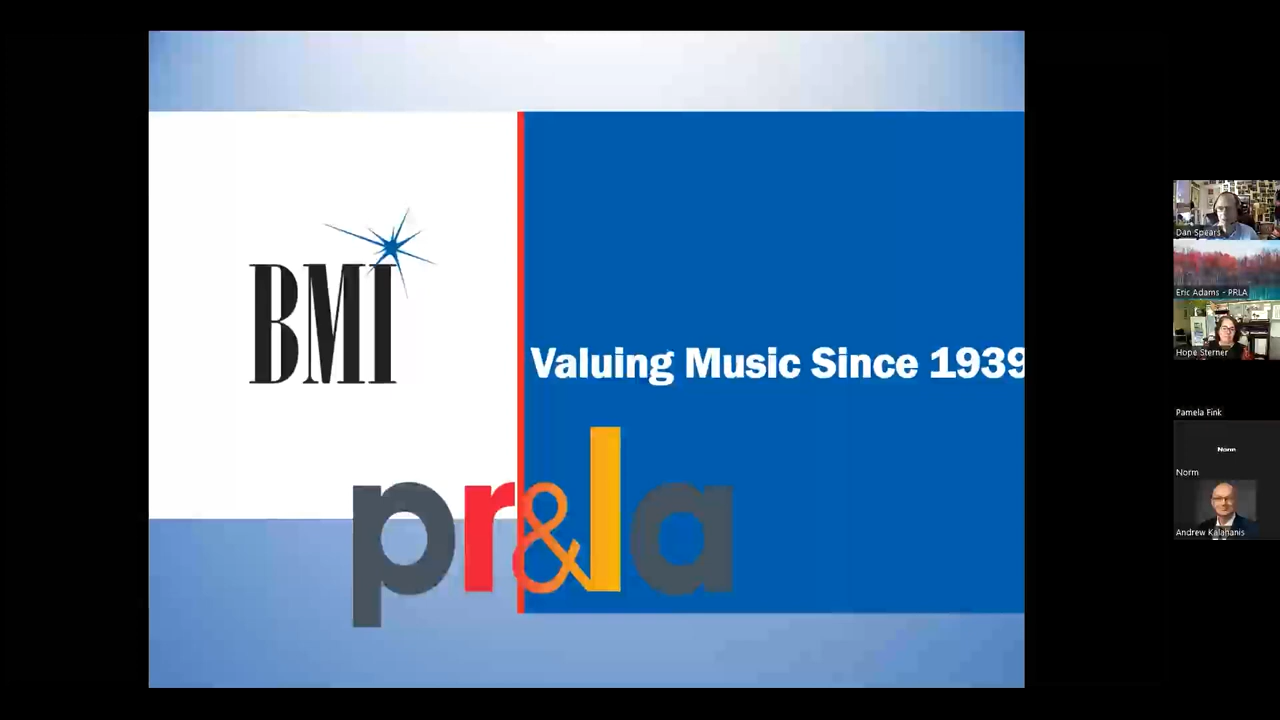 BMI
Valuing Music Since 1939
pr&la
Dan Spears
Eric Adams - PRLA
Hope Sterner
Pamela Fink
Norm
Norm
Andrew Kalahanis